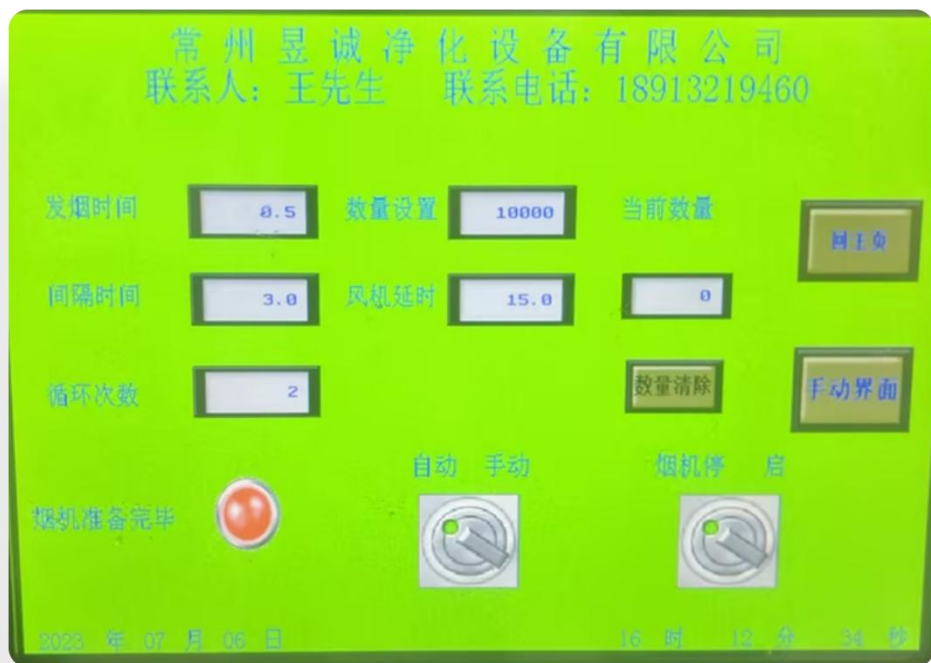 常州昱诚净化设备有限公司
联系人：王先生 联系电话：18913219460
发烟时间 0.5 数量设置 10000 当前数量
回主页
间隔时间 3.0 风机延时 15.0 0
循环次数 2 数量清除 手动界面
自动 手动 烟机停 启
烟机准备完毕
2023 年 07 月 06 日 16 时 12 分 34 秒